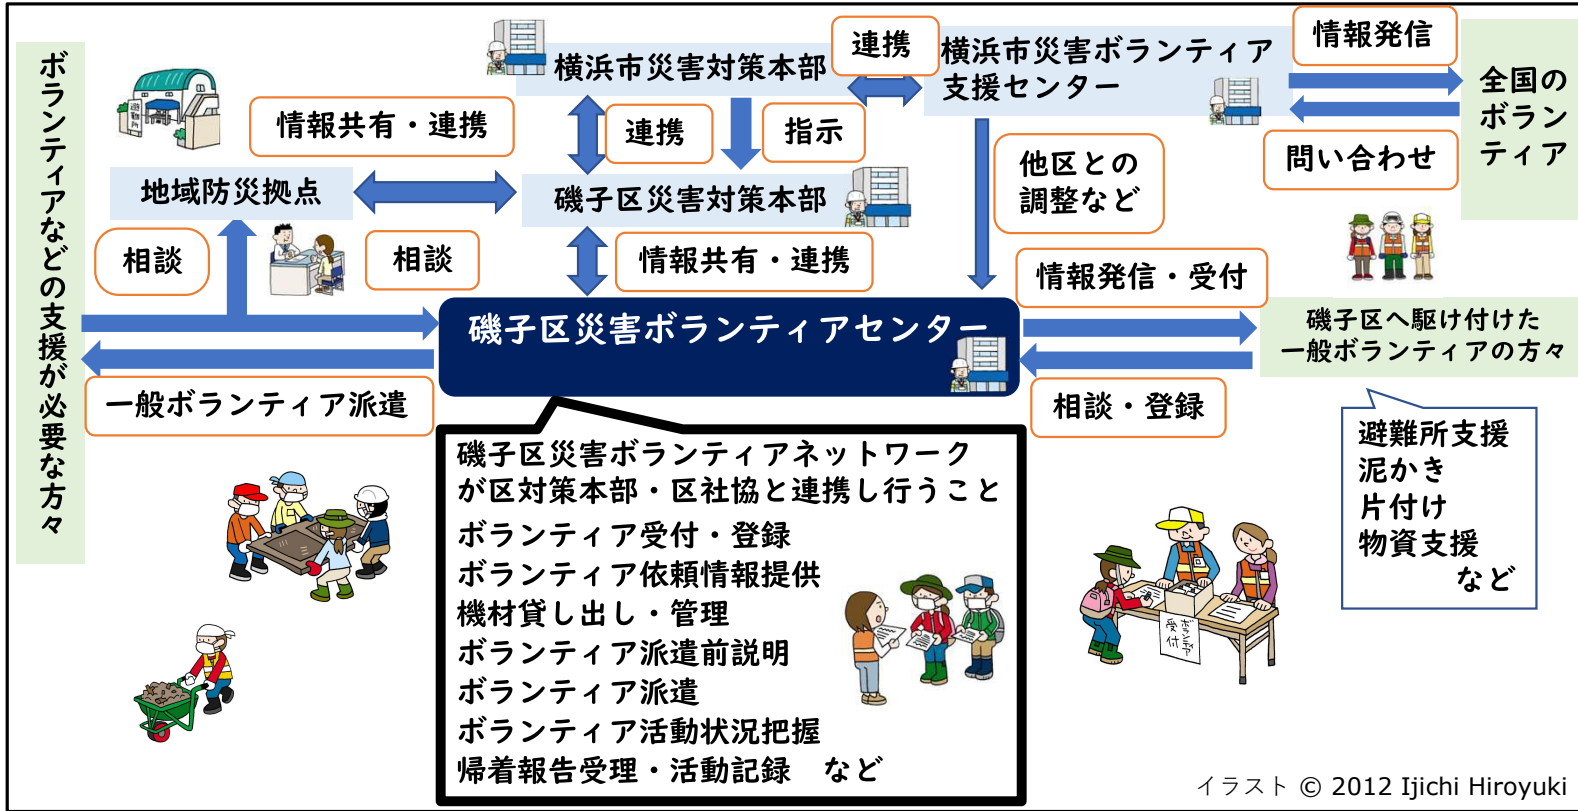 ボランティアなどの支援が必要な方々
避難所
横浜市災害対策本部
連携
横浜市災害ボランティア
支援センター
情報発信
全国の
ボラン
ティア
問い合わせ
情報共有・連携
連携
指示
他区との
調整など
地域防災拠点
磯子区災害対策本部
相談
相談
情報共有・連携
情報発信・受付
磯子区災害ボランティアセンター
磯子区へ駆け付けた
一般ボランティアの方々
一般ボランティア派遣
相談・登録
避難所支援
泥かき
片付け
物資支援
など
磯子区災害ボランティアネットワーク
が区対策本部・区社協と連携し行うこと
ボランティア受付・登録
ボランティア依頼情報提供
機材貸し出し・管理
ボランティア派遣前説明
ボランティア派遣
ボランティア活動状況把握
帰着報告受理・活動記録　など
ボランティア
受付
イラスト © 2012 Ijichi Hiroyuki